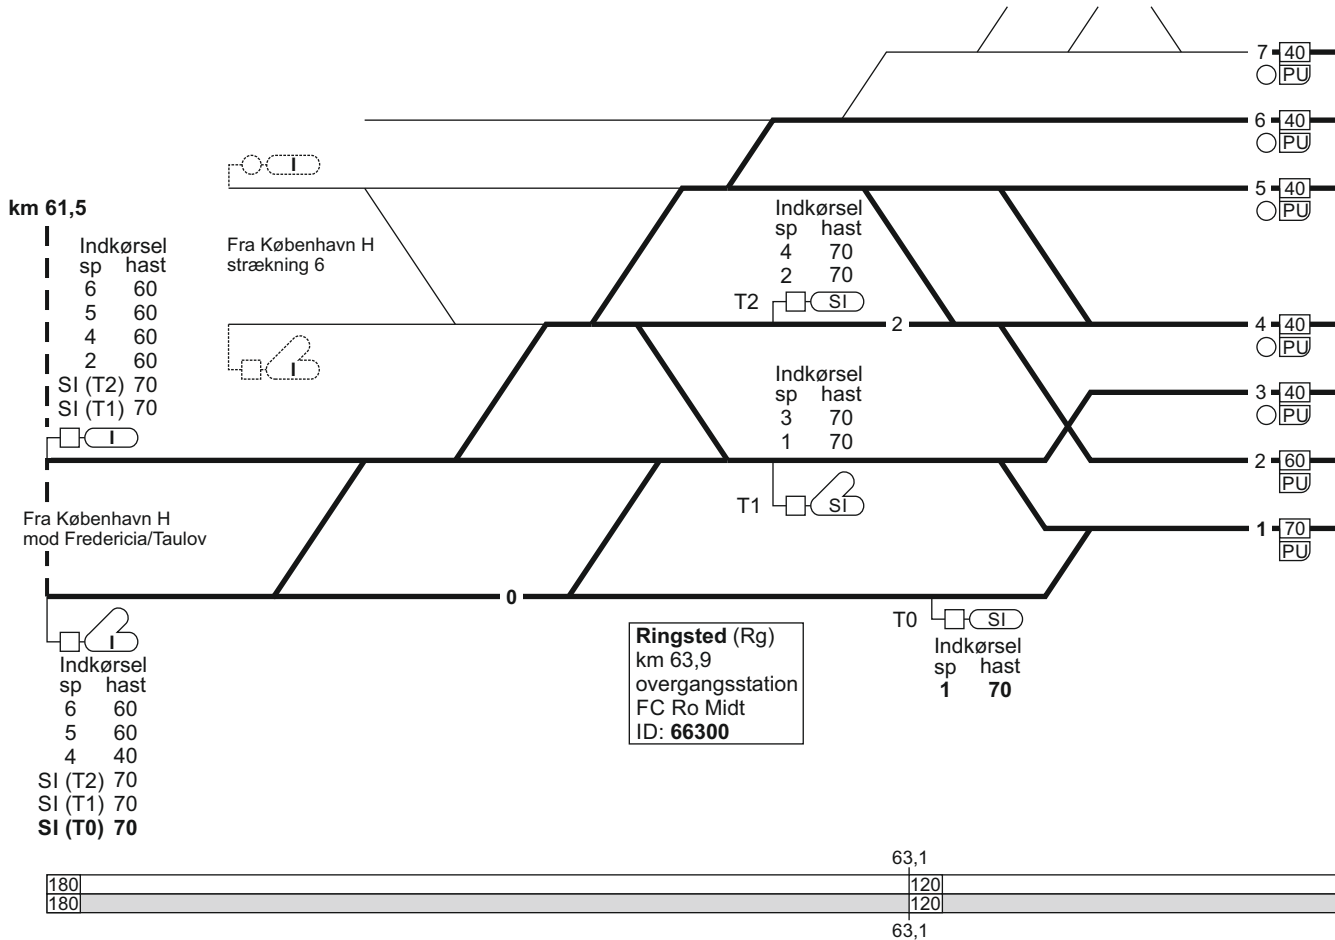 7 40
PU
6 40
PU
I
5 40
PU
km 61,5
Indkørsel
sp hast
6 60
5 60
4 60
2 60
SI (T2) 70
SI (T1) 70
I
Fra København H
strækning 6
Indkørsel
sp hast
4 70
2 70
T2 SI
2
4 40
PU
I
Indkørsel
sp hast
3 70
1 70
3 40
PU
2 60
PU
T1 SI
Fra København H
mod Fredericia/Taulov
1 70
PU
0
T0 SI
Indkørsel
sp hast
1 70
I
Indkørsel
sp hast
6 60
5 60
4 40
SI (T2) 70
SI (T1) 70
SI (T0) 70
Ringsted (Rg)
km 63,9
overgangsstation
FC Ro Midt
ID: 66300
63,1
180 120
180 120
63,1